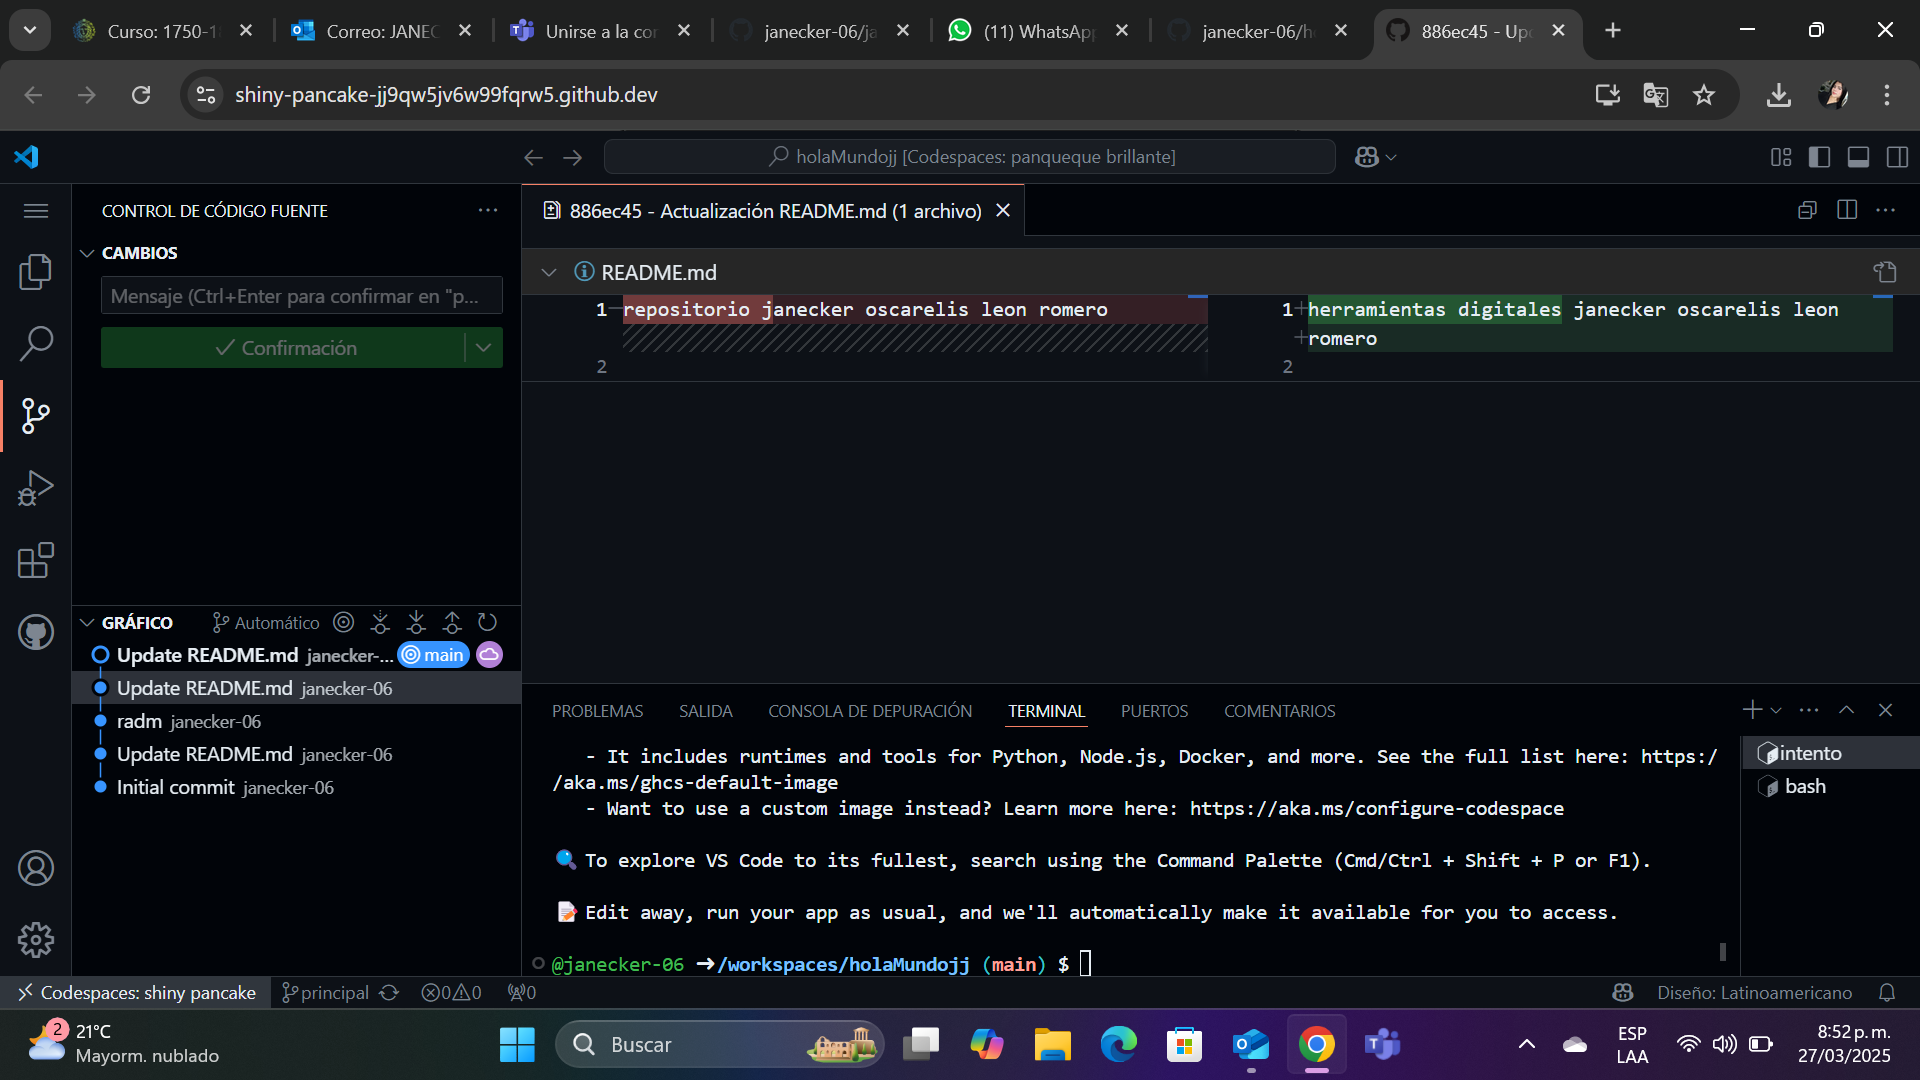 Curso: 1750-1
Correo: JANEC
Unirse a la co
janecker-06/ja
(11) WhatsAp
janecker-06/h
886ec45 - Up
shiny-pancake-jj9qw5jv6w99fqrw5.github.dev
holaMundojj [Codespaces: panqueque brillante]
CONTROL DE CÓDIGO FUENTE
886ec45 - Actualización README.md (1 archivo)
CAMBIOS
README.md
Mensaje (Ctrl+Enter para confirmar en "p...
Confirmación
1
repositorio janecker oscarelis leon romero
2
1
+herramientas digitales janecker oscarelis leon
+romero
2
GRÁFICO
Automático
Update README.md janecker-... main
Update README.md janecker-06
radm janecker-06
Update README.md janecker-06
Initial commit janecker-06
PROBLEMAS SALIDA CONSOLA DE DEPURACIÓN TERMINAL PUERTOS COMENTARIOS
- It includes runtimes and tools for Python, Node.js, Docker, and more. See the full list here: https:/
/aka.ms/ghcs-default-image
- Want to use a custom image instead? Learn more here: https://aka.ms/configure-codespace
To explore VS Code to its fullest, search using the Command Palette (Cmd/Ctrl + Shift + P or F1).
Edit away, run your app as usual, and we'll automatically make it available for you to access.
@janecker-06 ➜/workspaces/holaMundojj (main) $
intento
bash
Codespaces: shiny pancake
principal
0 0
0
Diseño: Latinoamericano
2
21°C
Mayorm. nublado
Buscar
ESP
LAA
8:52 p. m.
27/03/2025